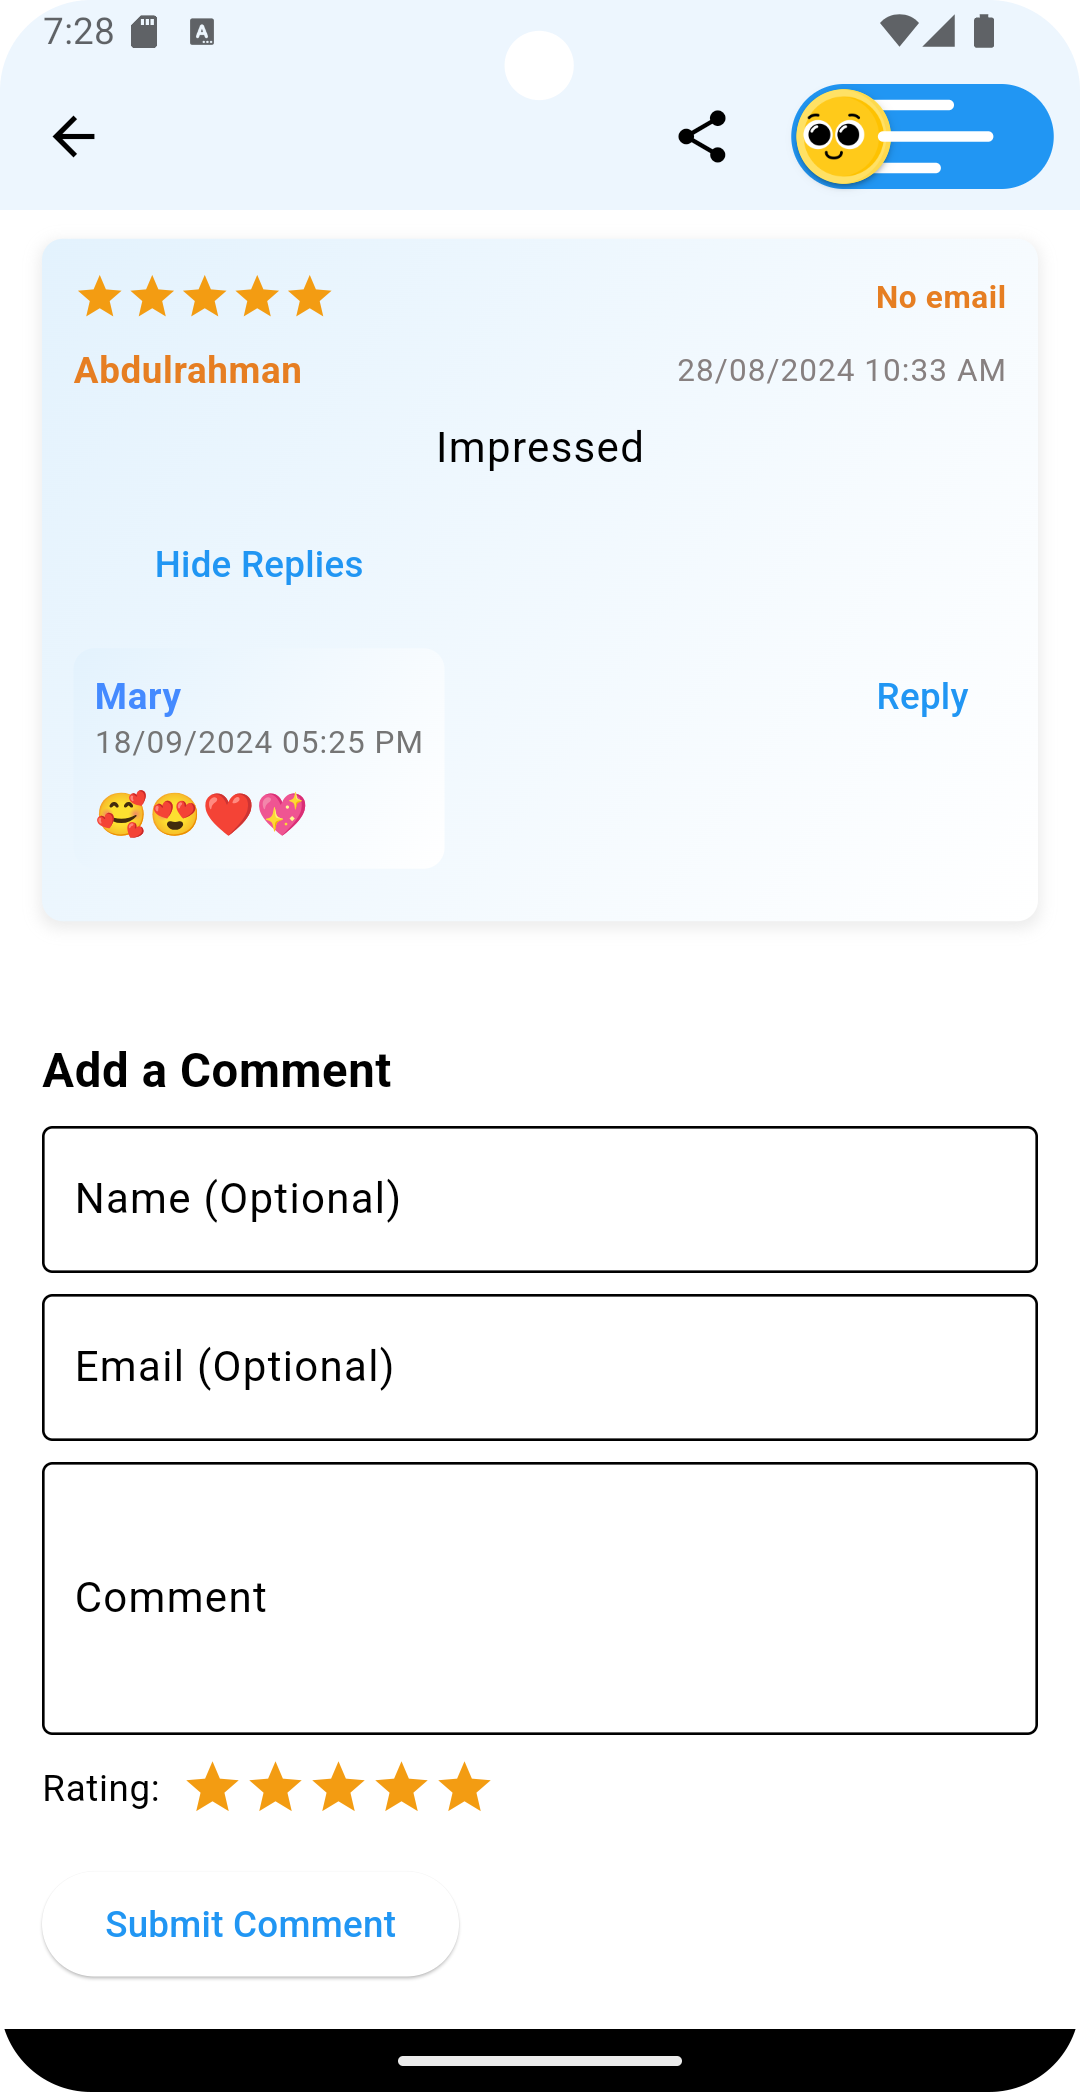 7:28
No email
Abdulrahman 28/08/2024 10:33 AM
Impressed
Hide Replies
Mary
Reply
18/09/2024 05:25 PM
🥰😍❤️💖
Add a Comment
Name (Optional)
Email (Optional)
Comment
Rating:
Submit Comment